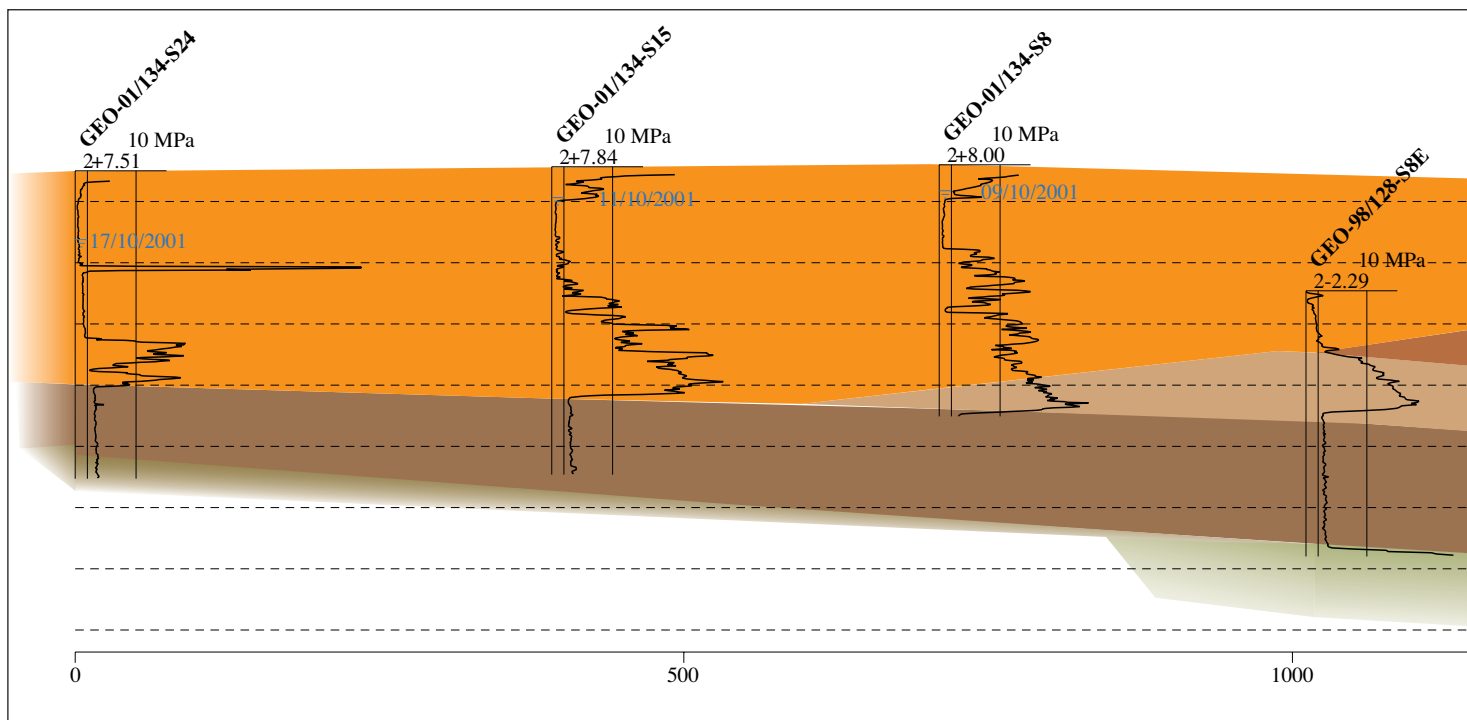 GEO-01/134-S24
10 MPa
2+7.51
17/10/2001
GEO-01/134-S15
10 MPa
2+7.84
11/10/2001
GEO-01/134-S8
10 MPa
2+8.00
09/10/2001
GEO-98/128-S8E
10 MPa
2-2.29
0
500
1000